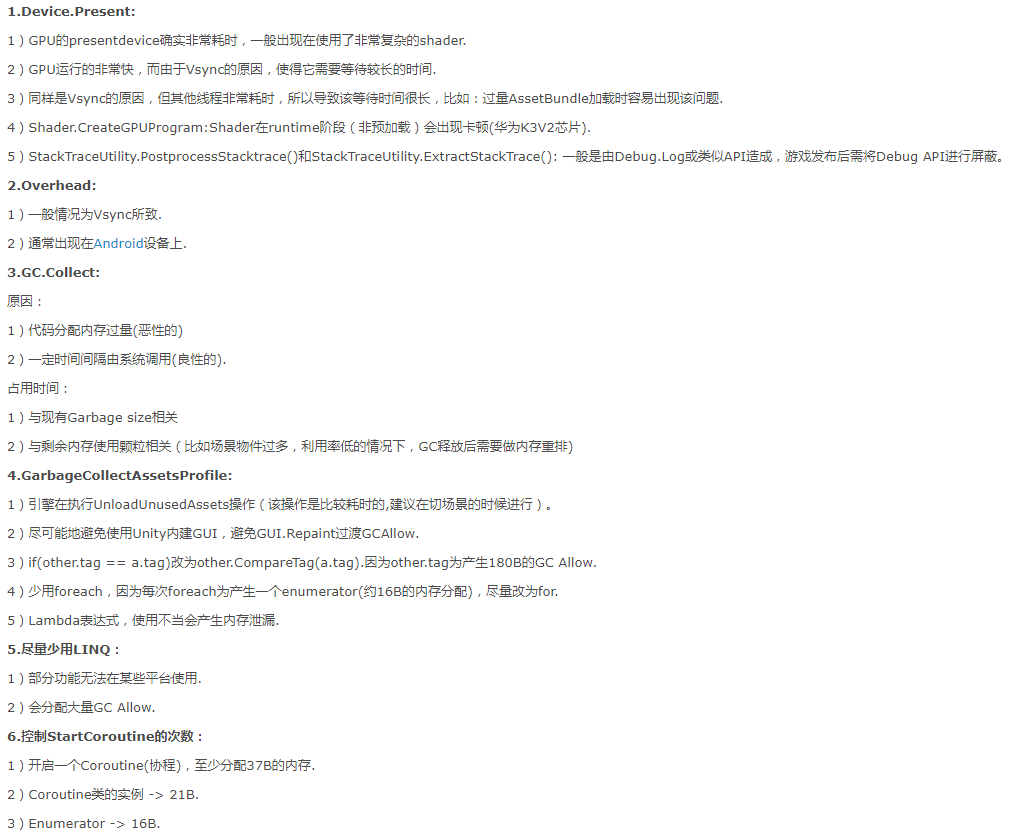 1.Device.Present:
1）GPU的presentdevice确实非常耗时，一般出现在使用了非常复杂的shader.
2）GPU运行的非常快，而由于Vsync的原因，使得它需要等待较长的时间.
3）同样是Vsync的原因，但其他线程非常耗时，所以导致该等待时间很长，比如：过量AssetBundle加载时容易出现该问题.
4）Shader.CreateGPUProgram:Shader在runtime阶段（非预加载）会出现卡顿(华为K3V2芯片).
5）StackTraceUtility.PostprocessStacktrace()和StackTraceUtility.ExtractStackTrace(): 一般是由Debug.Log或类似API造成，游戏发布后需将Debug API进行屏蔽。
2.Overhead:
1）一般情况为Vsync所致.
2）通常出现在Android设备上.
3.GC.Collect:
原因：
1）代码分配内存过量(恶性的)
2）一定时间间隔由系统调用(良性的).
占用时间：
1）与现有Garbage size相关
2）与剩余内存使用颗粒相关（比如场景物件过多，利用率低的情况下，GC释放后需要做内存重排)
4.GarbageCollectAssetsProfile:
1）引擎在执行UnloadUnusedAssets操作（该操作是比较耗时的,建议在切场景的时候进行）。
2）尽可能地避免使用Unity内建GUI，避免GUI.Repaint过渡GCAllow.
3）if(other.tag == a.tag)改为other.CompareTag(a.tag).因为other.tag为产生180B的GC Allow.
4）少用foreach，因为每次foreach为产生一个enumerator(约16B的内存分配)，尽量改为for.
5）Lambda表达式，使用不当会产生内存泄漏.
5.尽量少用LINQ：
1）部分功能无法在某些平台使用.
2）会分配大量GC Allow.
6.控制StartCoroutine的次数：
1）开启一个Coroutine(协程)，至少分配37B的内存.
2）Coroutine类的实例 -> 21B.
3）Enumerator -> 16B.